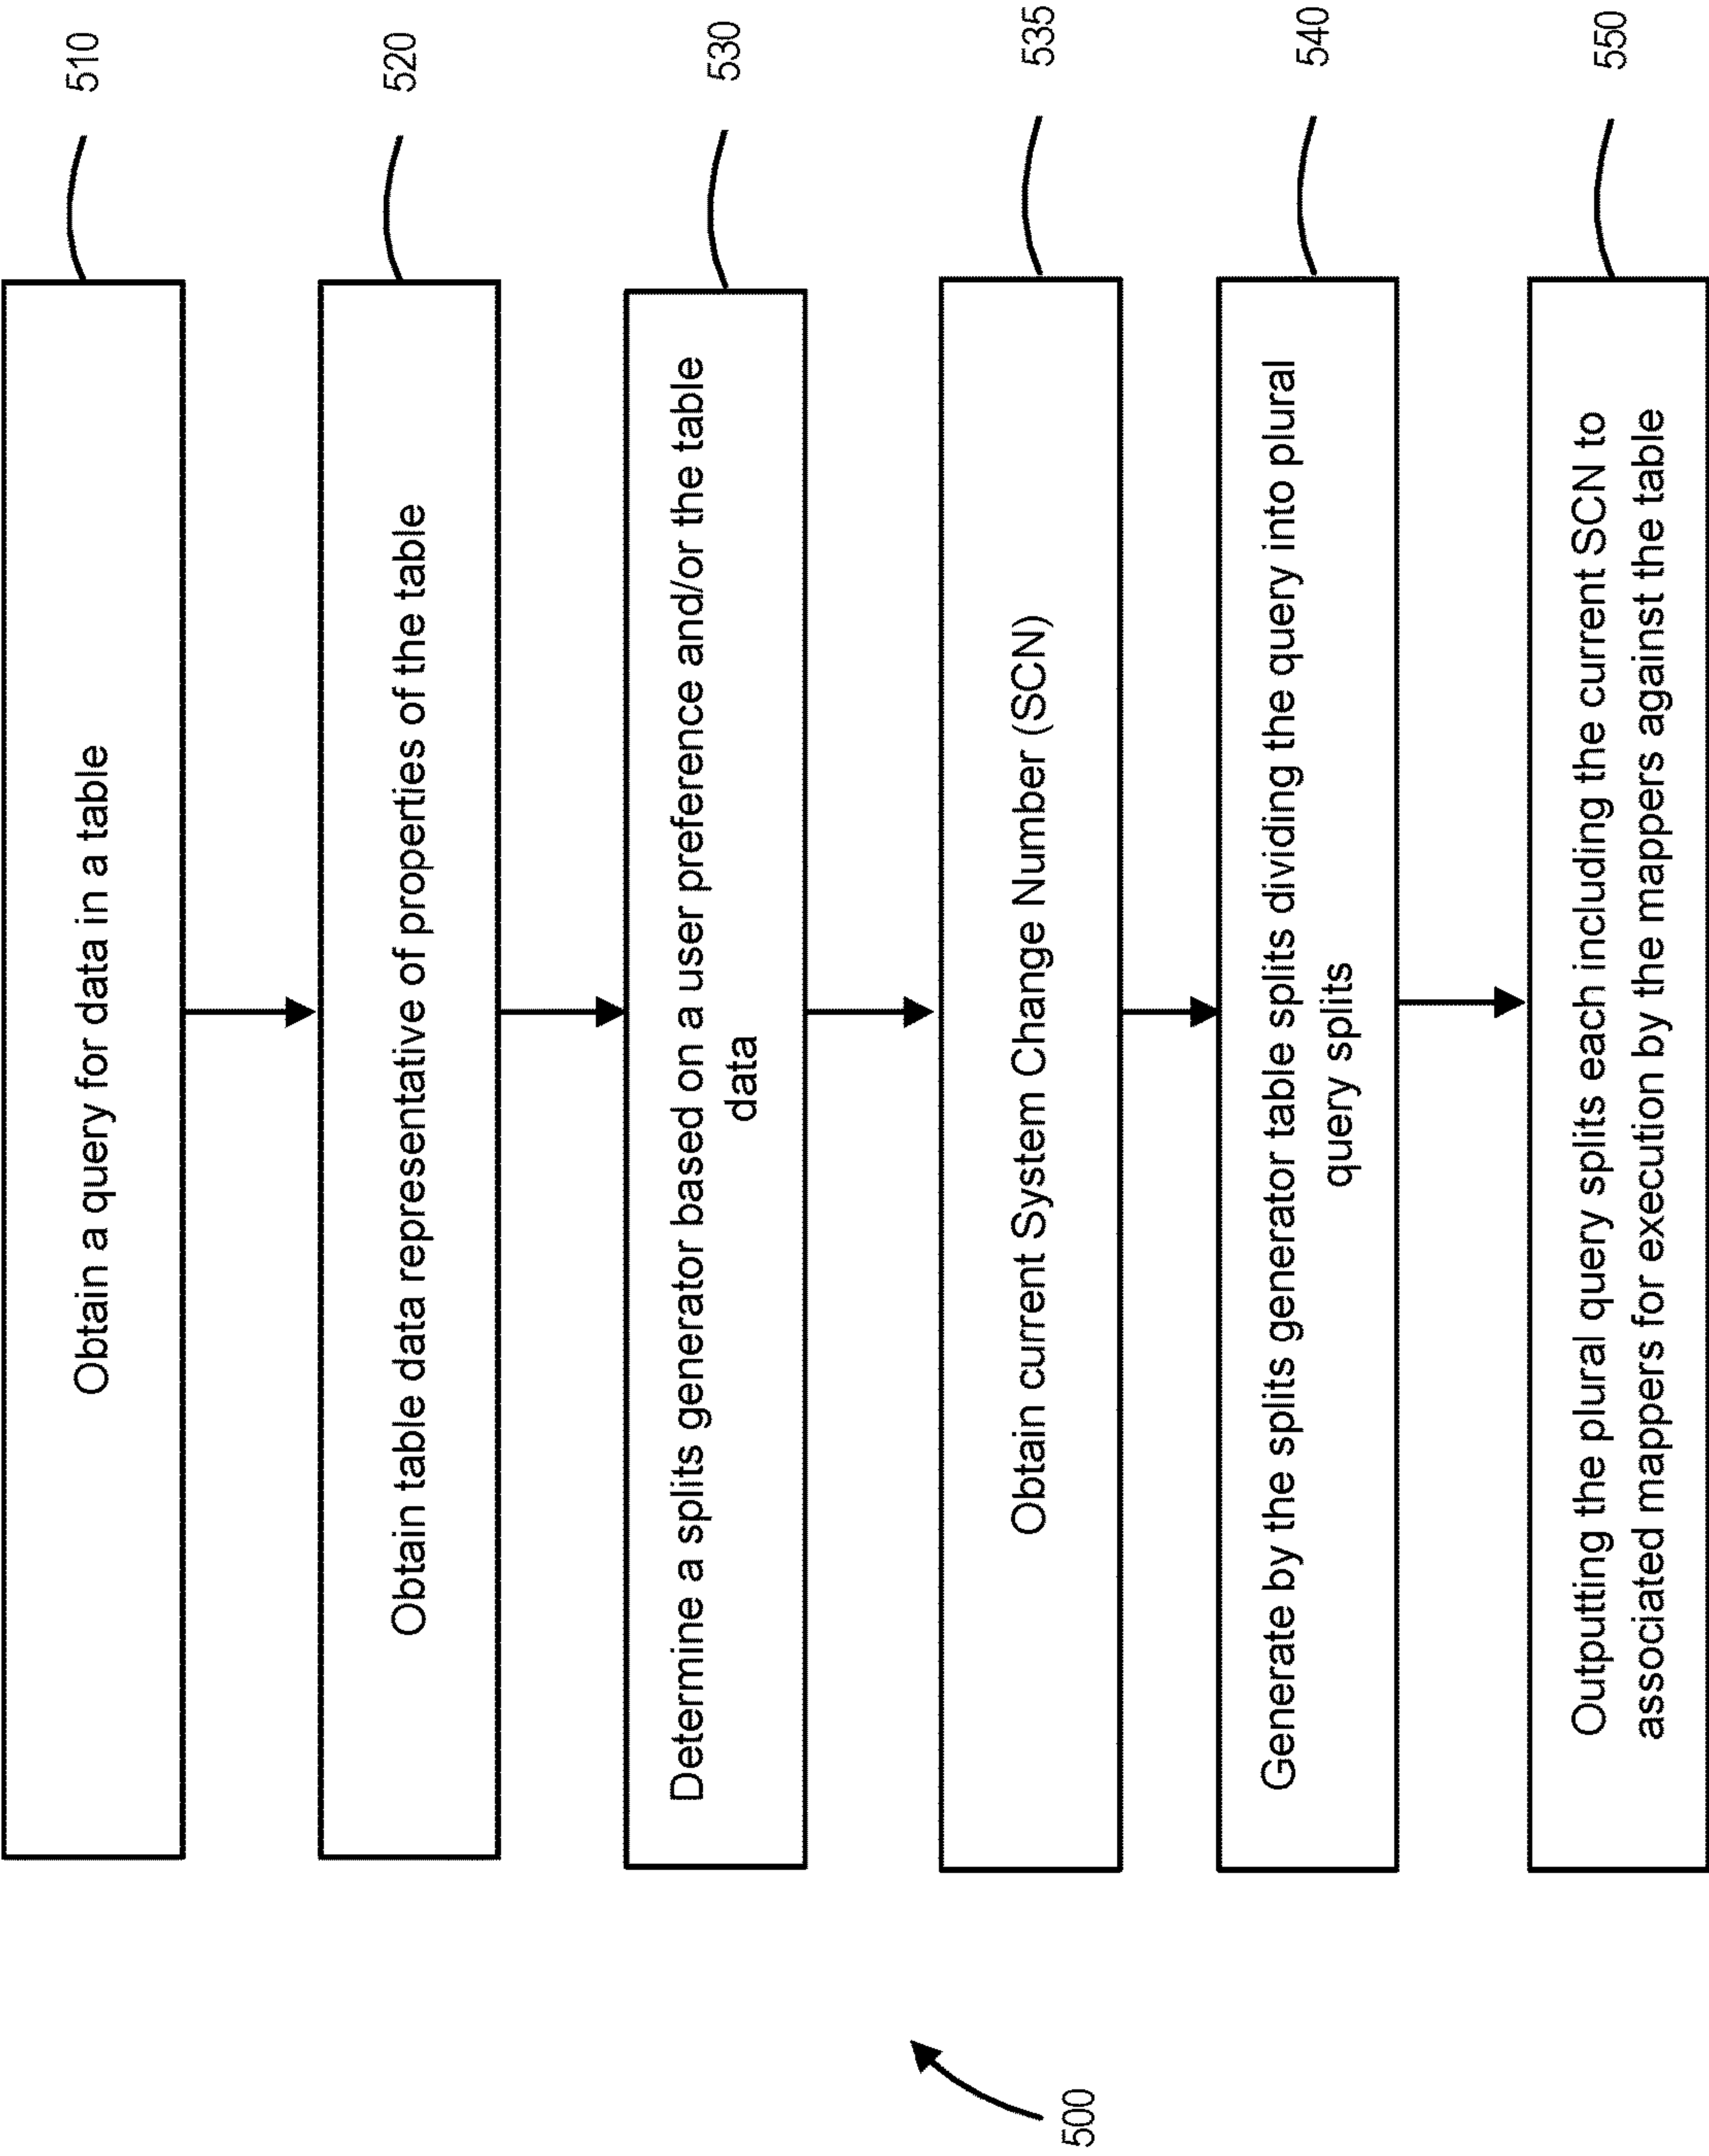 Obtain a query for data in a table
510
Obtain table data representative of properties of the table
520
Determine a splits generator based on a user preference and/or the table
data
530
Obtain current System Change Number (SCN)
535
Generate by the splits generator table splits dividing the query into plural
query splits
540
Outputting the plural query splits each including the current SCN to
associated mappers for execution by the mappers against the table
550
500